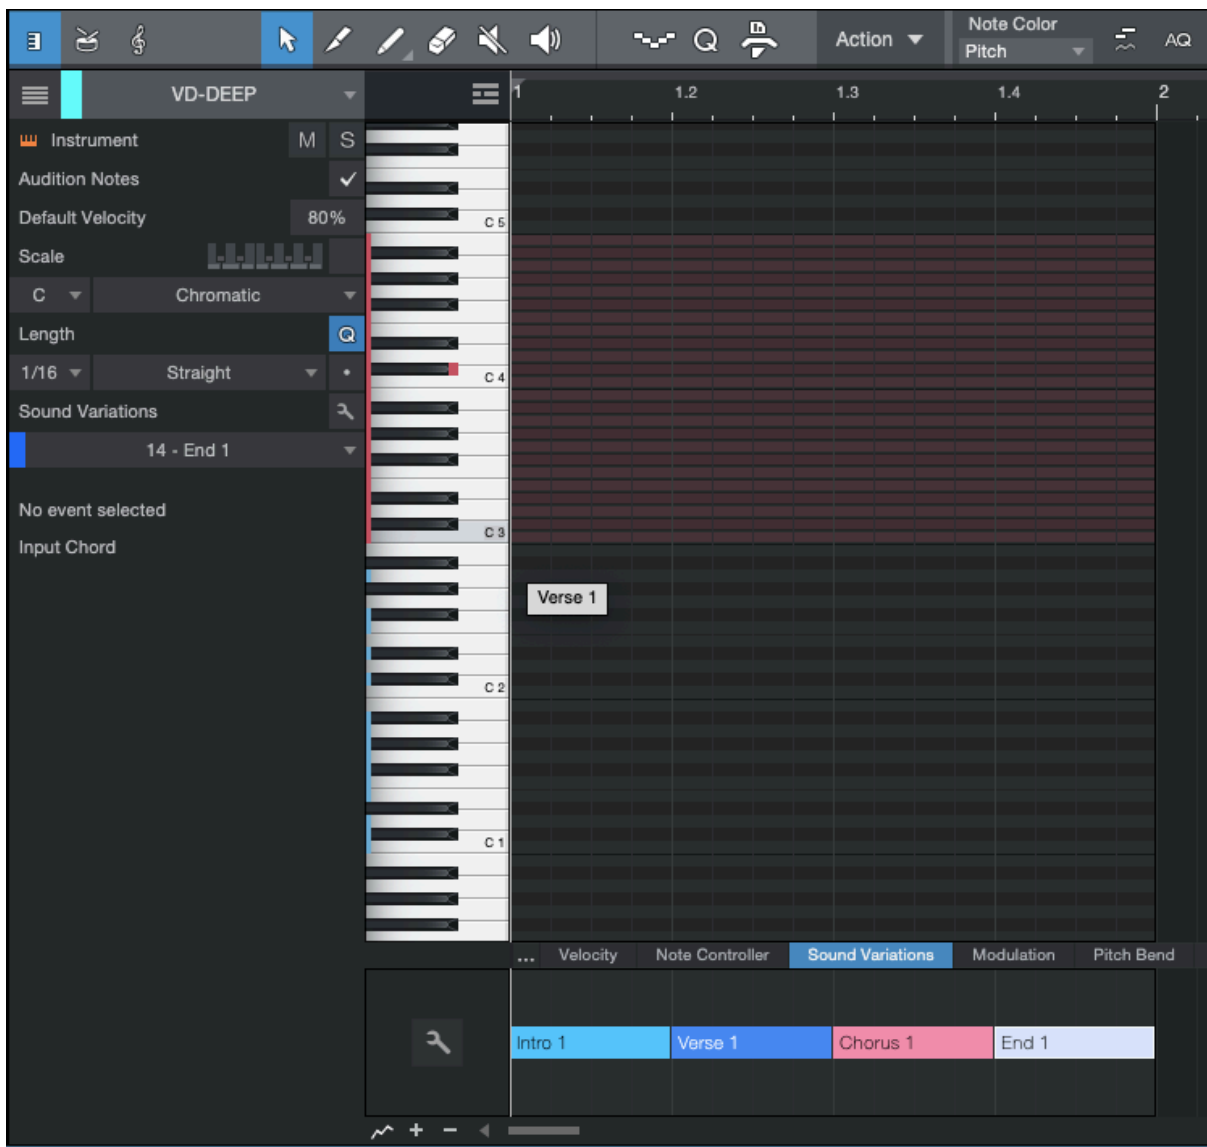 Action
Note Color
Pitch
AQ
Q
VD-DEEP
1
1.2
1.3
1.4
2
Instrument
M
S
Audition Notes
Default Velocity
80%
Scale
C
Chromatic
Length
Q
1/16
Straight
Sound Variations
14 - End 1
No event selected
Input Chord
C 5
C 4
C 3
C 2
C 1
Verse 1
... Velocity Note Controller Sound Variations Modulation Pitch Bend
Intro 1 Verse 1 Chorus 1 End 1